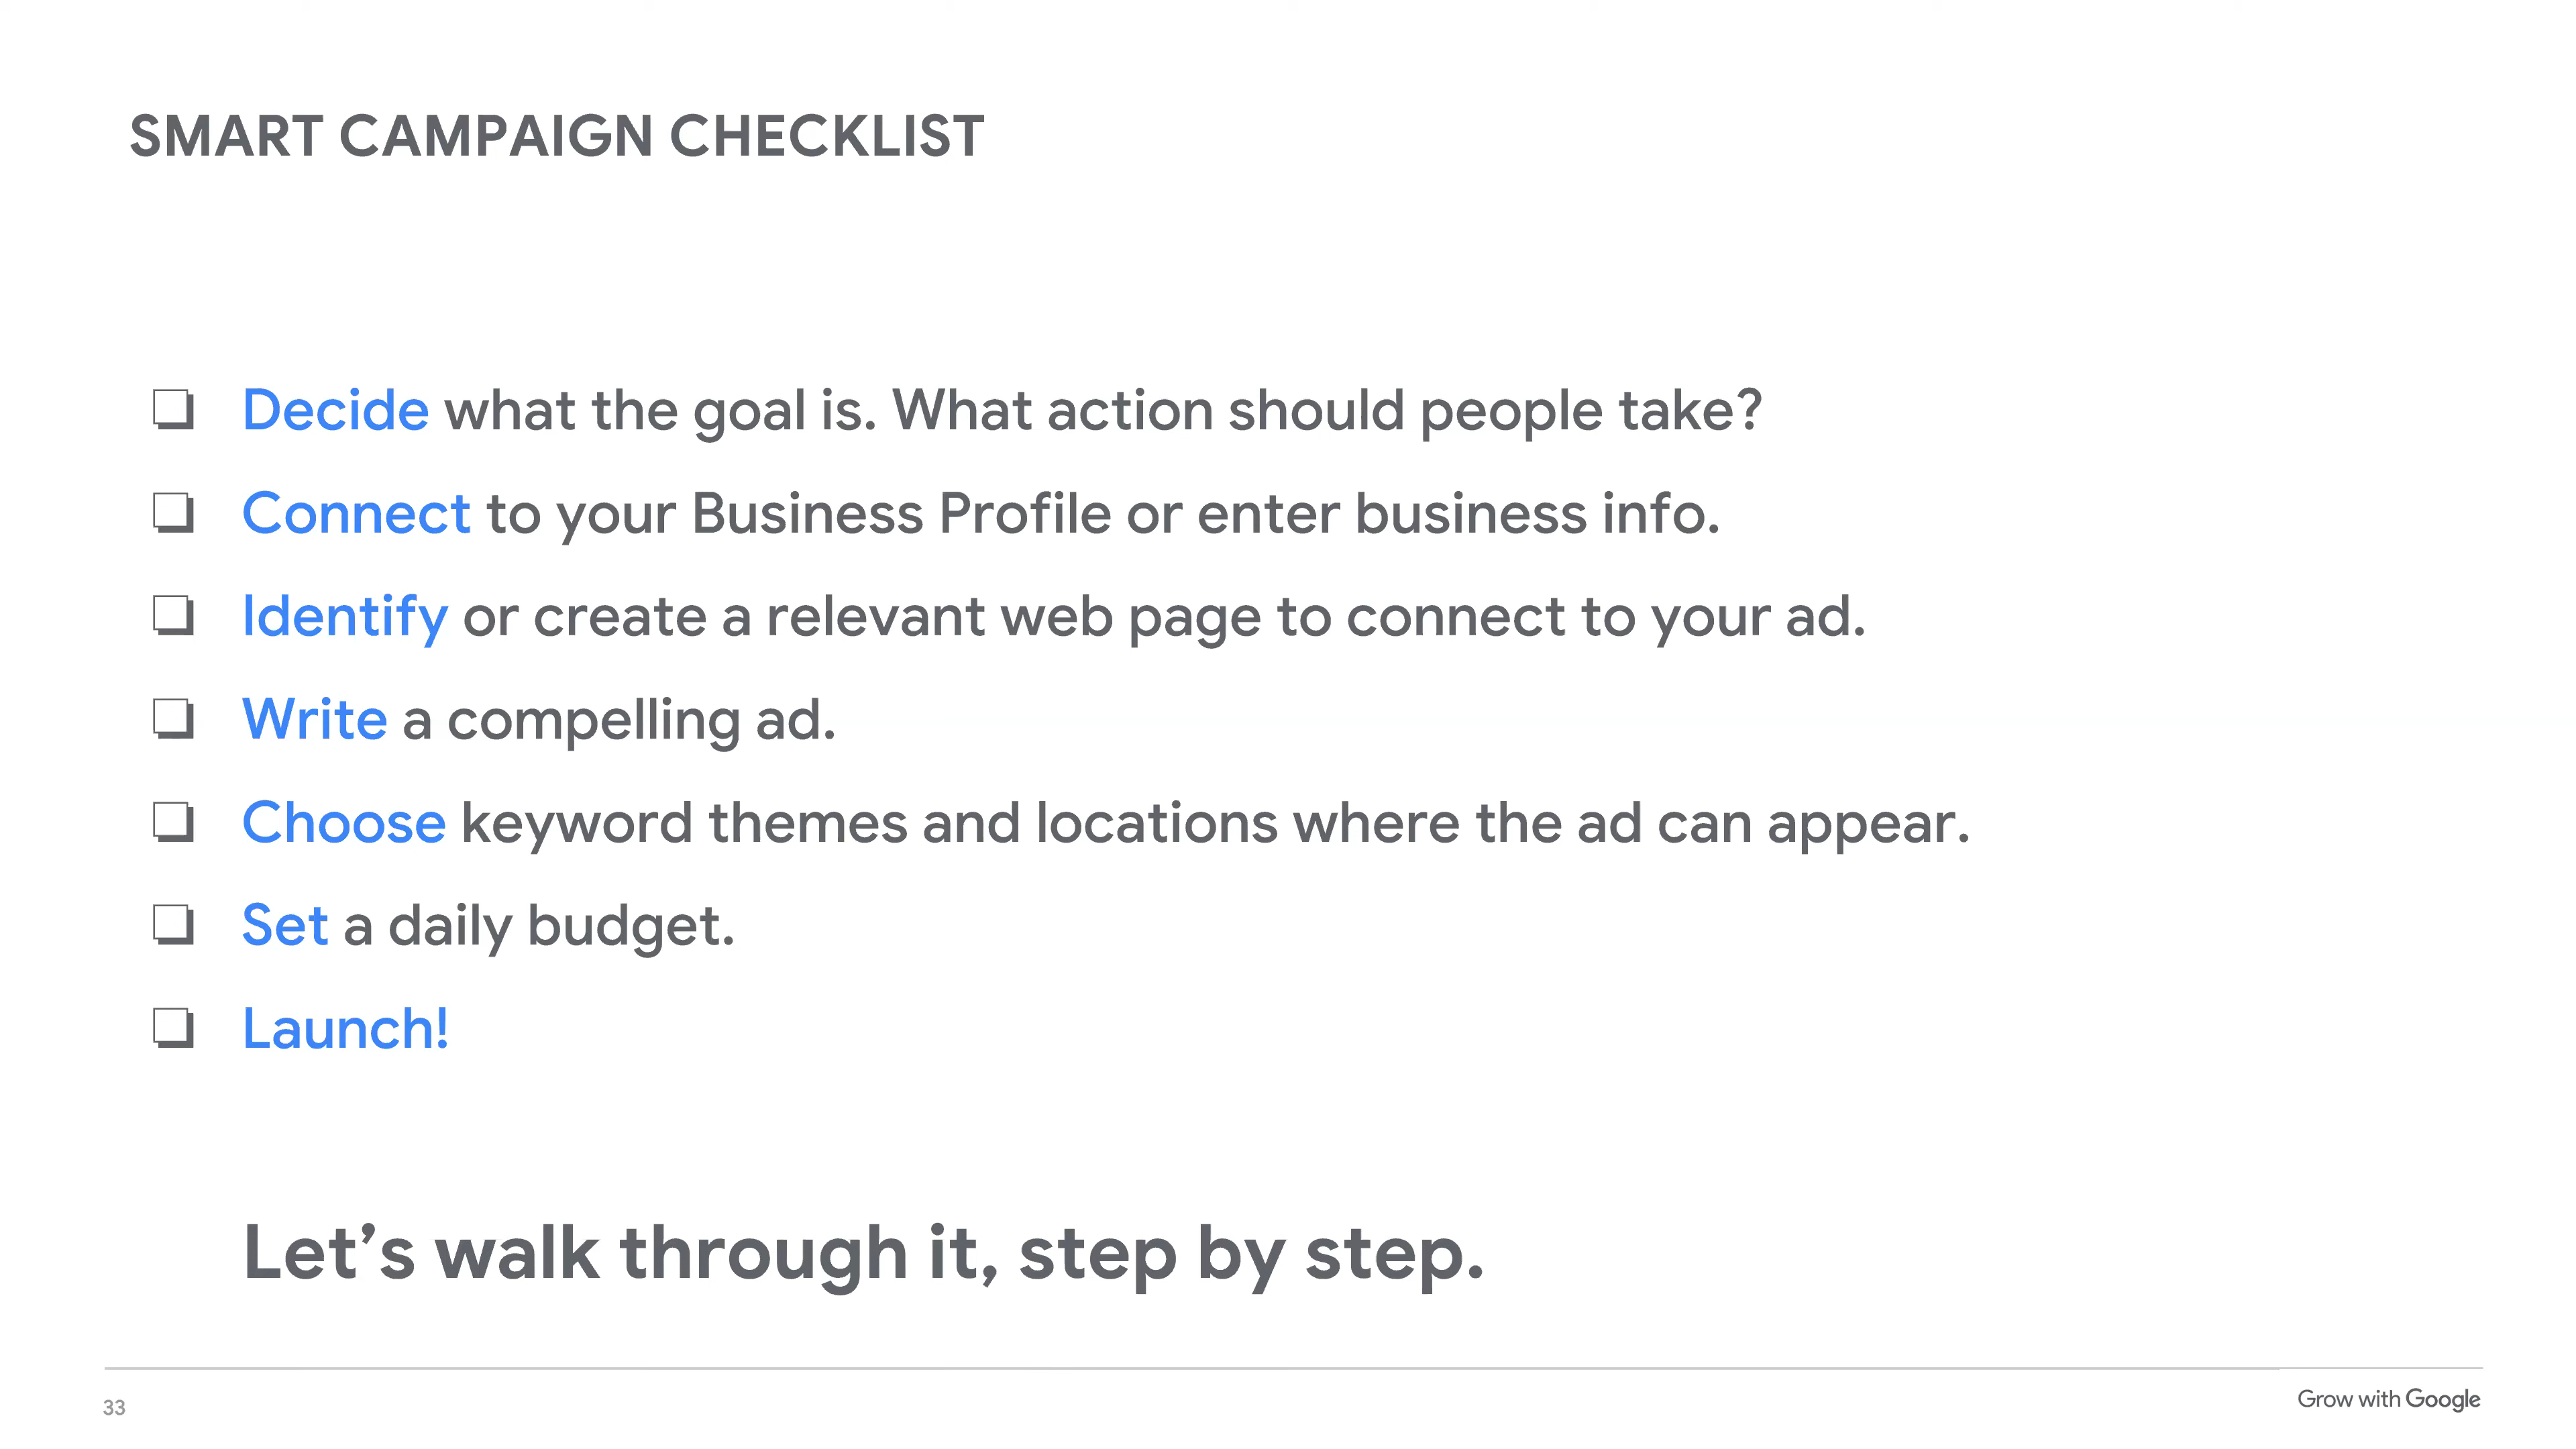 SMART CAMPAIGN CHECKLIST
❏ Decide what the goal is. What action should people take?
❏ Connect to your Business Profile or enter business info.
❏ Identify or create a relevant web page to connect to your ad.
❏ Write a compelling ad.
❏ Choose keyword themes and locations where the ad can appear.
❏ Set a daily budget.
❏ Launch!
Let’s walk through it, step by step.
33
Grow with Google